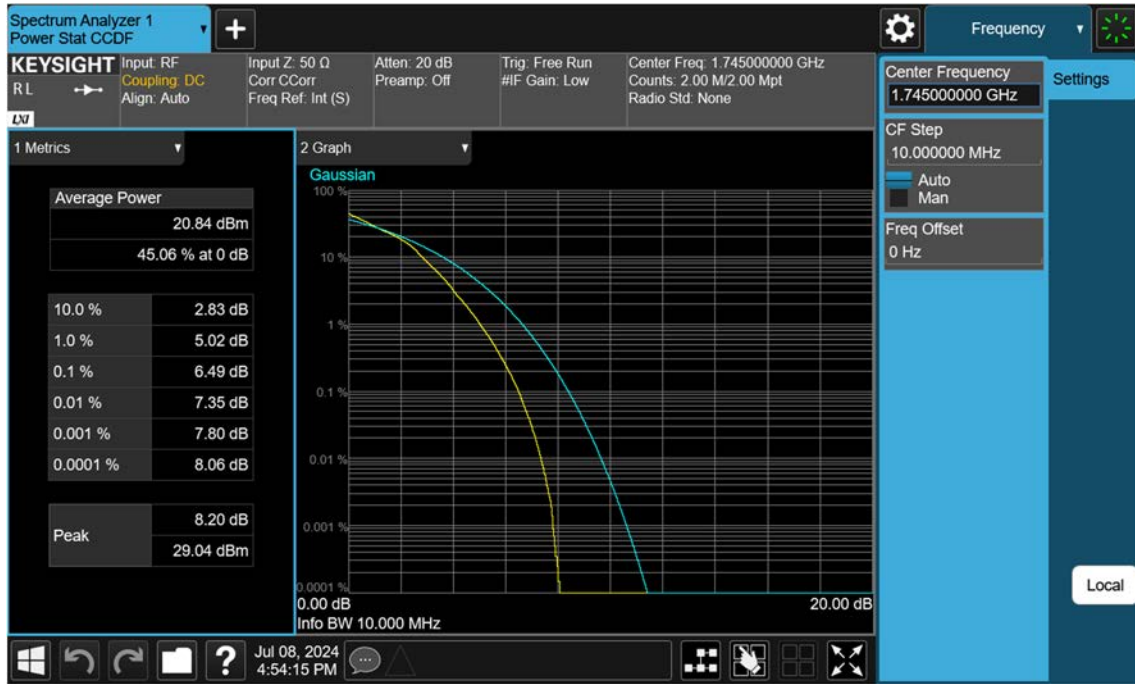 Spectrum Analyzer 1
Power Stat CCDF
+
Frequency
KEYSIGHT
RL
LXI
Input: RF
Coupling: DC
Align: Auto
Input Z: 50 Ω
Corr CCorr
Freq Ref: Int (S)
Atten: 20 dB
Preamp: Off
Trig: Free Run
#IF Gain: Low
Center Freq: 1.745000000 GHz
Counts: 2.00 M/2.00 Mpt
Radio Std: None
Center Frequency
1.745000000 GHz
Settings
CF Step
10.000000 MHz
Auto
Man
Freq Offset
0 Hz
Local
1 Metrics
Average Power
20.84 dBm
45.06 % at 0 dB
10.0 % 2.83 dB
1.0 % 5.02 dB
0.1 % 6.49 dB
0.01 % 7.35 dB
0.001 % 7.80 dB
0.0001 % 8.06 dB
Peak
8.20 dB
29.04 dBm
2 Graph
Gaussian
100 %
10 %
1 %
0.1 %
0.01 %
0.001 %
0.0001 %
0.00 dB 20.00 dB
Info BW 10.000 MHz
?
Jul 08, 2024
4:54:15 PM